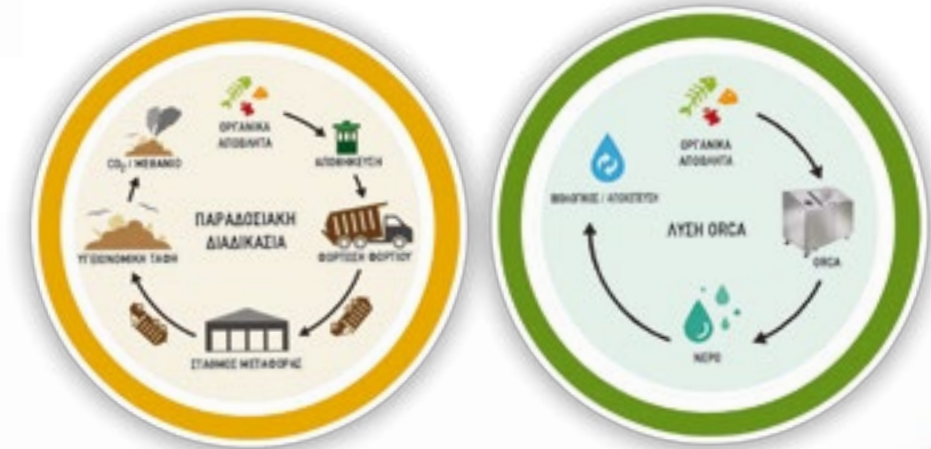 ΟΡΓΑΝΙΚΑ
ΑΠΟΒΛΗΤΑ
ΑΠΟΘΗΚΕΥΣΗ
ΦΟΡΤΩΣΗ ΦΟΡΤΙΟΥ
ΣΤΑΘΜΟΣ ΜΕΤΑΦΟΡΑΣ
ΥΓΕΙΟΝΟΜΙΚΗ ΤΑΦΗ
CO₂ / ΜΕΘΑΝΙΟ
ΠΑΡΑΔΟΣΙΑΚΗ
ΔΙΑΔΙΚΑΣΙΑ
ΟΡΓΑΝΙΚΑ
ΑΠΟΒΛΗΤΑ
ORCA
ΝΕΡΟ
/
ΛΥΣΗ ORCA